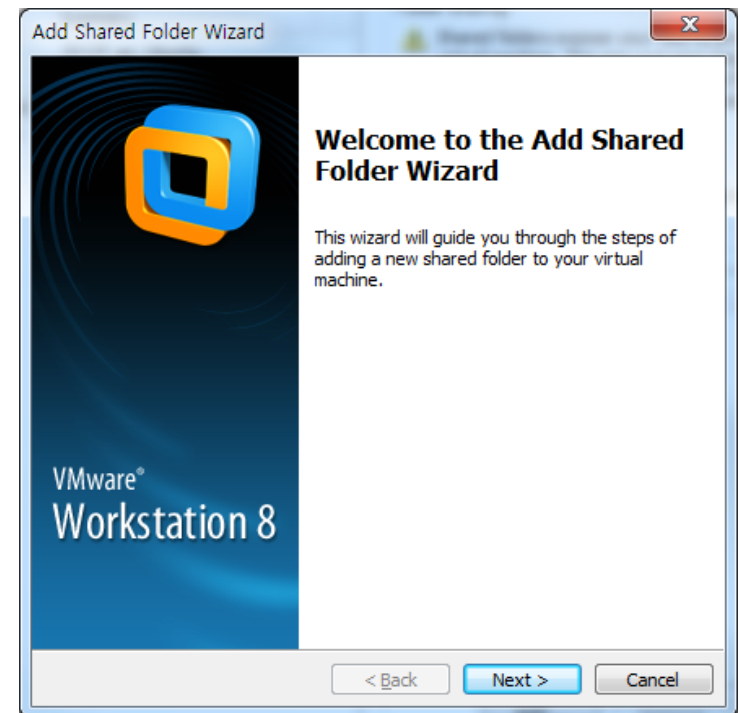 Add Shared Folder Wizard
Welcome to the Add Shared
Folder Wizard
This wizard will guide you through the steps of
adding a new shared folder to your virtual
machine.
VMware®
Workstation 8
< Back
Next >
Cancel